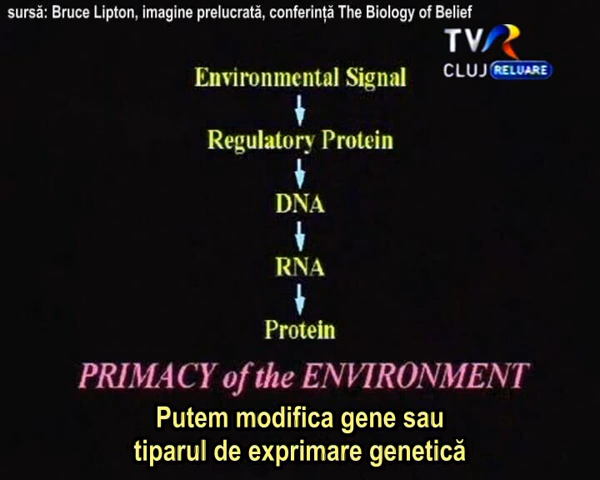 sursă: Bruce Lipton, imagine prelucrată, conferință The Biology of Belief
TVR
CLUJ RELUARE
Environmental Signal
Regulatory Protein
DNA
RNA
Protein
PRIMACY of the ENVIRONMENT
Putem modifica gene sau
tiparul de exprimare genetică